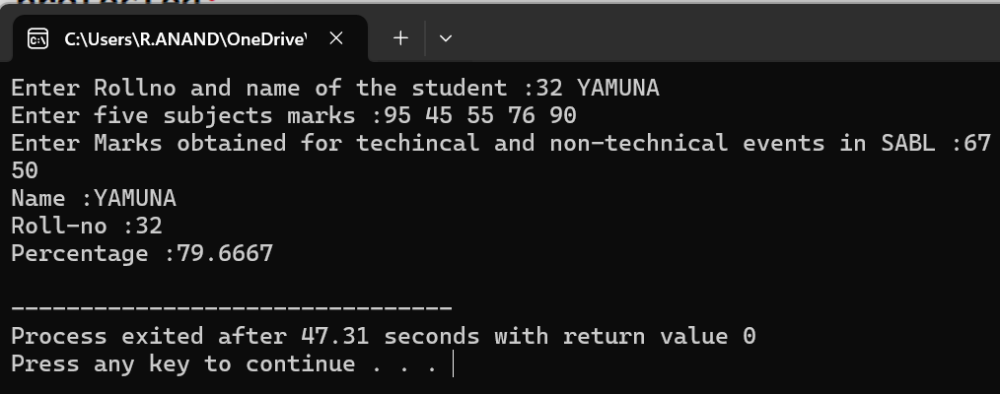 C:\Users\R.ANAND\OneDrive\
Enter Rollno and name of the student :32 YAMUNA
Enter five subjects marks :95 45 55 76 90
Enter Marks obtained for techincal and non-technical events in SABL :67
50
Name :YAMUNA
Roll-no :32
Percentage :79.6667
--------------------------------
Process exited after 47.31 seconds with return value 0
Press any key to continue . . .